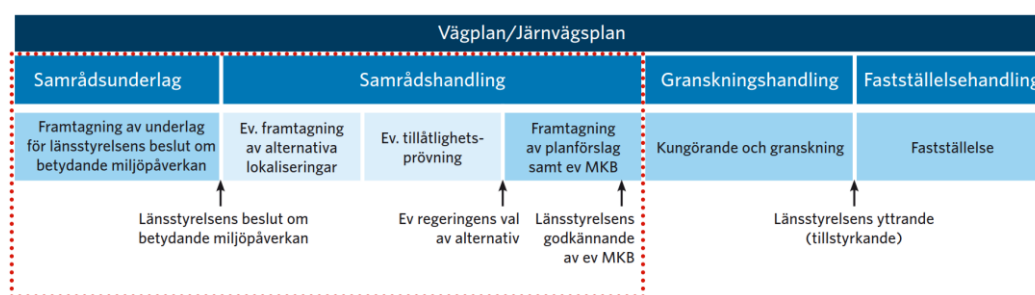 Vägplan/Järnvägsplan
Samrådsunderlag
Samrådshandling
Granskningshandling
Fastställelsehandling
Framtagning av underlag
för länsstyrelsens beslut om
betydande miljöpåverkan
Ev. framtagning
av alternativa
lokaliseringar
Ev. tillåtlighets-
prövning
Framtagning
av planförslag
samt ev MKB
Kungörande och granskning
Fastställelse
Länsstyrelsens beslut om
betydande miljöpåverkan
Ev regeringens val
av alternativ
Länsstyrelsens
godkännande
av ev MKB
Länsstyrelsens yttrande
(tillstyrkande)